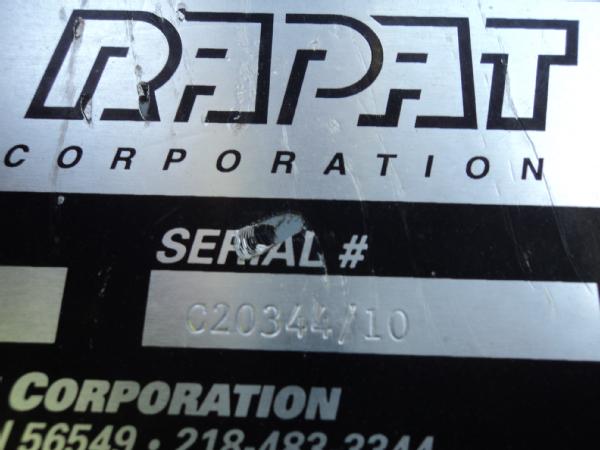 RAPAT
CORPORATION
SERIAL #
C20344/10
CORPORATION
56549 • 218-483-3344